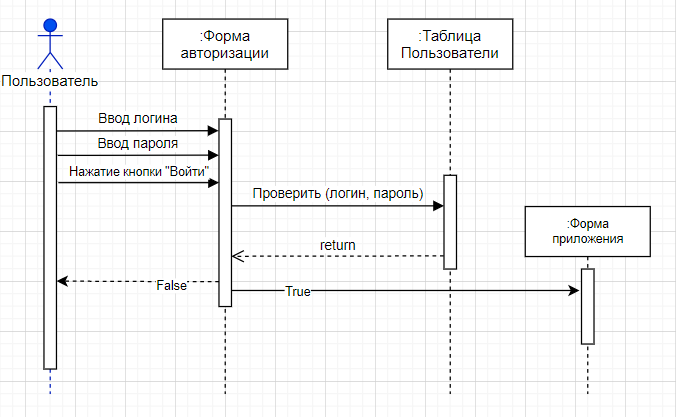 :Форма
авторизации
:Таблица
Пользователи
Пользователь
Ввод логина
Ввод пароля
Нажатие кнопки "Войти"
Проверить (логин, пароль)
:Форма
приложения
return
False
True